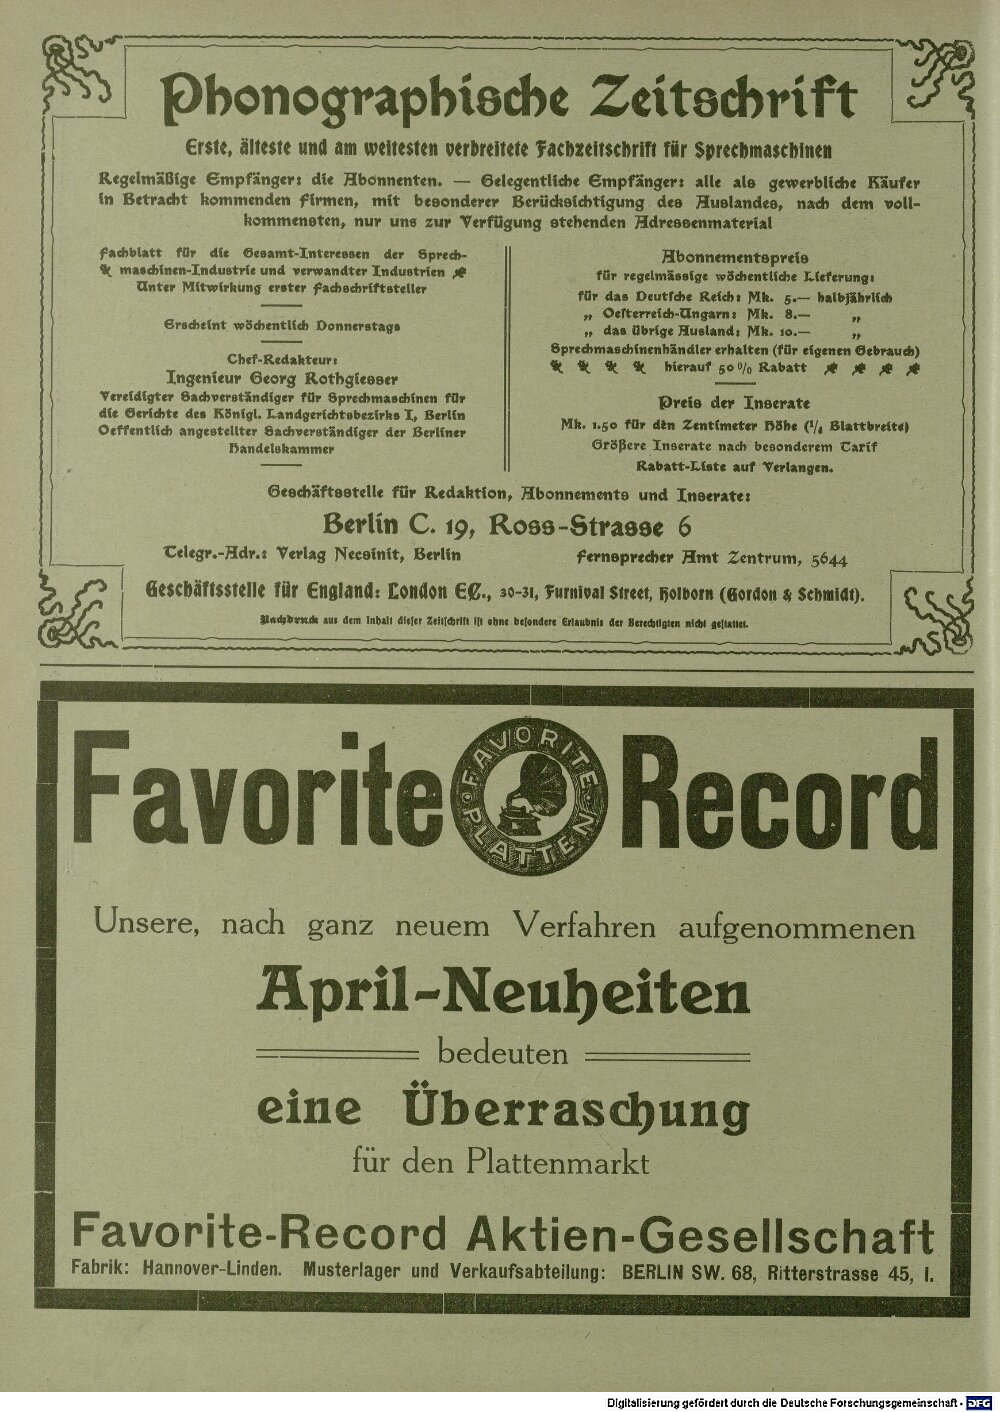 Phonographische Zeitschrift
Erste, älteste und am weitesten verbreitete Fachzeitschrift für Sprechmaschinen
Regelmäßige Empfänger: die Abonnenten. — Gelegentliche Empfänger: alle als gewerbliche Käufer
in Betracht kommenden Firmen, mit besonderer Berücksichtigung des Auslandes, nach dem voll-
kommensten, nur uns zur Verfügung stehenden Adressenmaterial
Fachblatt für die Gesamt-Interessen der Sprech-
maschinen-Industrie und verwandter Industrien
Unter Mitwirkung erster Fachschriftsteller
Erscheint wöchentlich Donnerstags
Chef-Redakteur:
Ingenieur Georg Rothgiesser
Vereidigter Sachverständiger für Sprechmaschinen für
die Gerichte des Königl. Landgerichtsbezirks I, Berlin
Oeffentlich angestellter Sachverständiger der Berliner
Handelskammer
Abonnementspreis
für regelmässige wöchentliche Lieferung:
für das Deutsche Reich: Mk. 5.— halbjährlich
„ Oesterreich-Ungarn: Mk. 8.— „
„ das übrige Ausland: Mk. 10.— „
Sprechmaschinenhändler erhalten (für eigenen Gebrauch)
hierauf 50% Rabatt
Preis der Inserate
Mk. 1.50 für den Zentimeter Höhe (¼ Blattbreite)
Größere Inserate nach besonderem Tarif
Rabatt-Liste auf Verlangen.
Geschäftsstelle für Redaktion, Abonnements und Inserate:
Berlin C. 19, Ross-Strasse 6
Telegr.-Adr.: Verlag Necsinit, Berlin Fernsprecher Amt Zentrum, 5644
Geschäftsstelle für England: London EC., 30-31, Furnival Street, Holborn (Gordon & Schmidt).
Nachdruck aus dem Inhalt dieser Zeitschrift ist ohne besondere Erlaubnis der Berechtigten nicht gestattet.
Favorite Record
FAVORITE
PLATTEN
Unsere, nach ganz neuem Verfahren aufgenommenen
April-Neuheiten
bedeuten
eine Überraschung
für den Plattenmarkt
Favorite-Record Aktien-Gesellschaft
Fabrik: Hannover-Linden. Musterlager und Verkaufsabteilung: BERLIN SW. 68, Ritterstrasse 45, I.
Digitalisierung gefördert durch die Deutsche Forschungsgemeinschaft - DFG